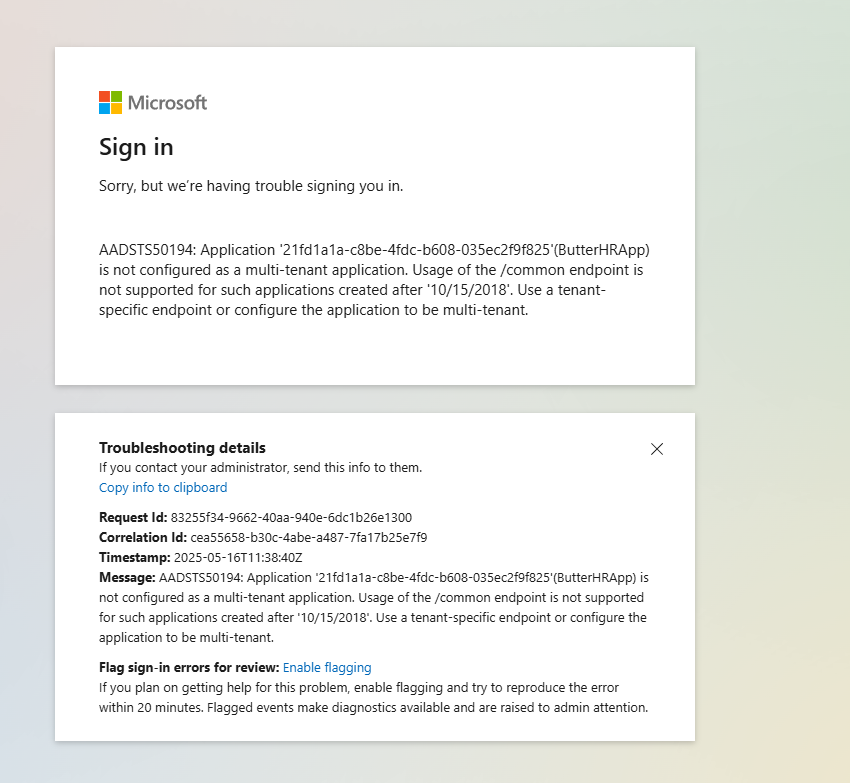 Microsoft
Sign in
Sorry, but we're having trouble signing you in.
AADSTS50194: Application '21fd1a1a-c8be-4fdc-b608-035ec2f9f825'(ButterHRApp)
is not configured as a multi-tenant application. Usage of the /common endpoint is
not supported for such applications created after '10/15/2018'. Use a tenant-
specific endpoint or configure the application to be multi-tenant.
Troubleshooting details
If you contact your administrator, send this info to them.
Copy info to clipboard
Request Id: 83255f34-9662-40aa-940e-6dc1b26e1300
Correlation Id: cea55658-b30c-4abe-a487-7fa17b25e7f9
Timestamp: 2025-05-16T11:38:40Z
Message: AADSTS50194: Application '21fd1a1a-c8be-4fdc-b608-035ec2f9f825'(ButterHRApp) is
not configured as a multi-tenant application. Usage of the /common endpoint is not supported
for such applications created after '10/15/2018'. Use a tenant-specific endpoint or configure the
application to be multi-tenant.
Flag sign-in errors for review: Enable flagging
If you plan on getting help for this problem, enable flagging and try to reproduce the error
within 20 minutes. Flagged events make diagnostics available and are raised to admin attention.